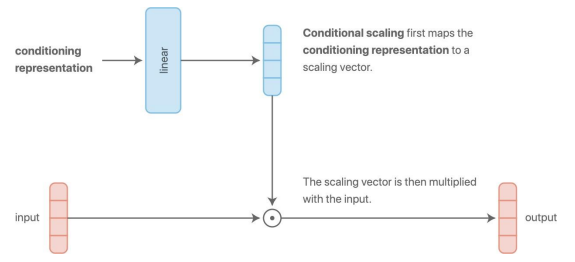 conditioning
representation
linear
Conditional scaling first maps the
conditioning representation to a
scaling vector.
The scaling vector is then multiplied
with the input.
input
output